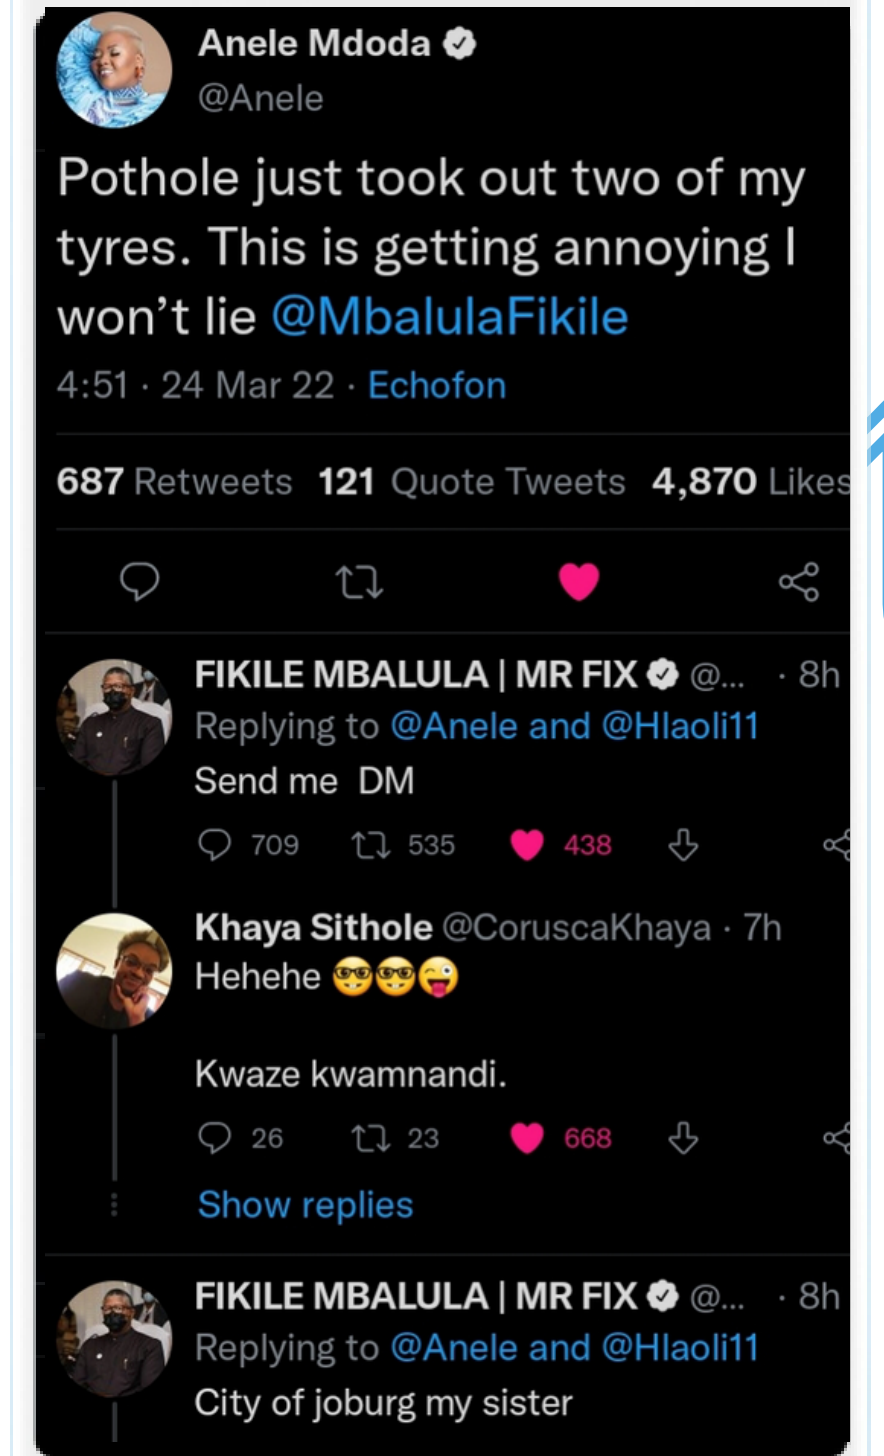 Anele Mdoda
@Anele
Pothole just took out two of my
tyres. This is getting annoying I
won’t lie @MbalulaFikile
4:51 · 24 Mar 22 · Echofon
687 Retweets 121 Quote Tweets 4,870 Likes
FIKILE MBALULA | MR FIX @... · 8h
Replying to @Anele and @Hlaoli11
Send me DM
709 535 438
Khaya Sithole @CoruscaKhaya · 7h
Hehehe 🤓🤓😜
Kwaze kwamnandi.
26 23 668
Show replies
FIKILE MBALULA | MR FIX @... · 8h
Replying to @Anele and @Hlaoli11
City of joburg my sister